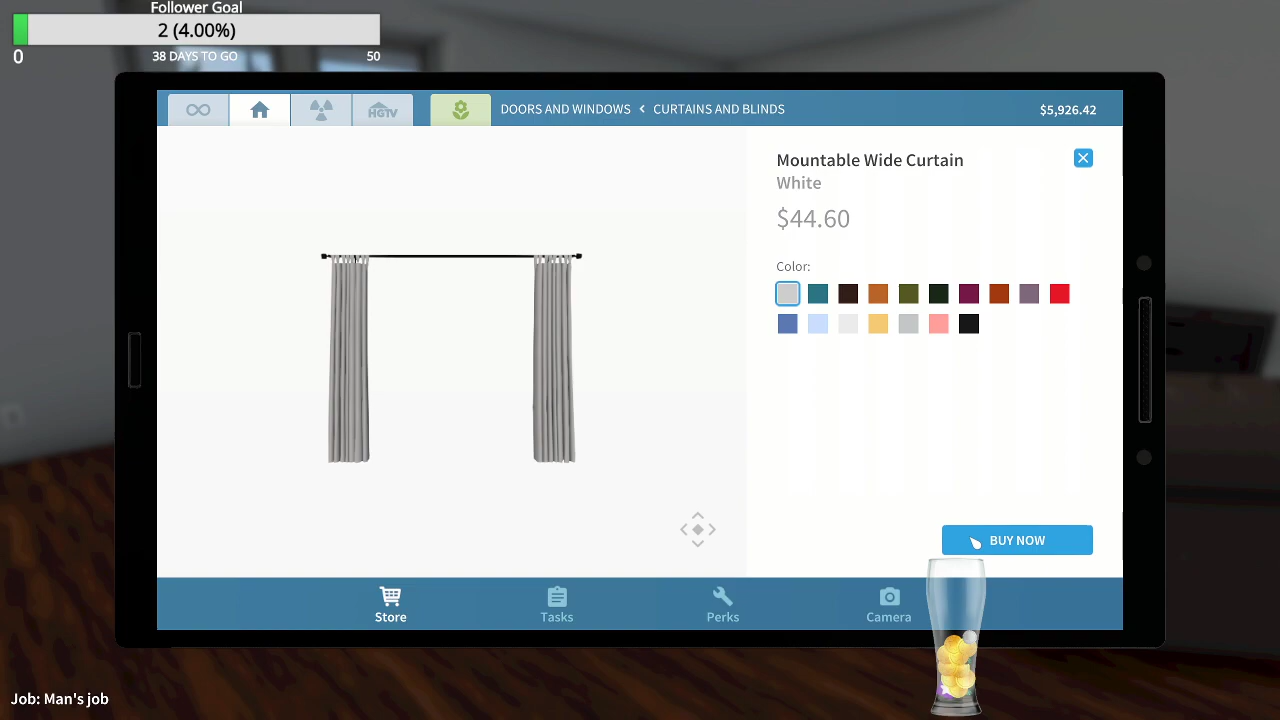 Follower Goal
2 (4.00%)
0
38 DAYS TO GO
50
HGTV
DOORS AND WINDOWS < CURTAINS AND BLINDS
$5,926.42
Mountable Wide Curtain
White
$44.60
Color:
BUY NOW
Store
Tasks
Perks
Camera
Job: Man's job